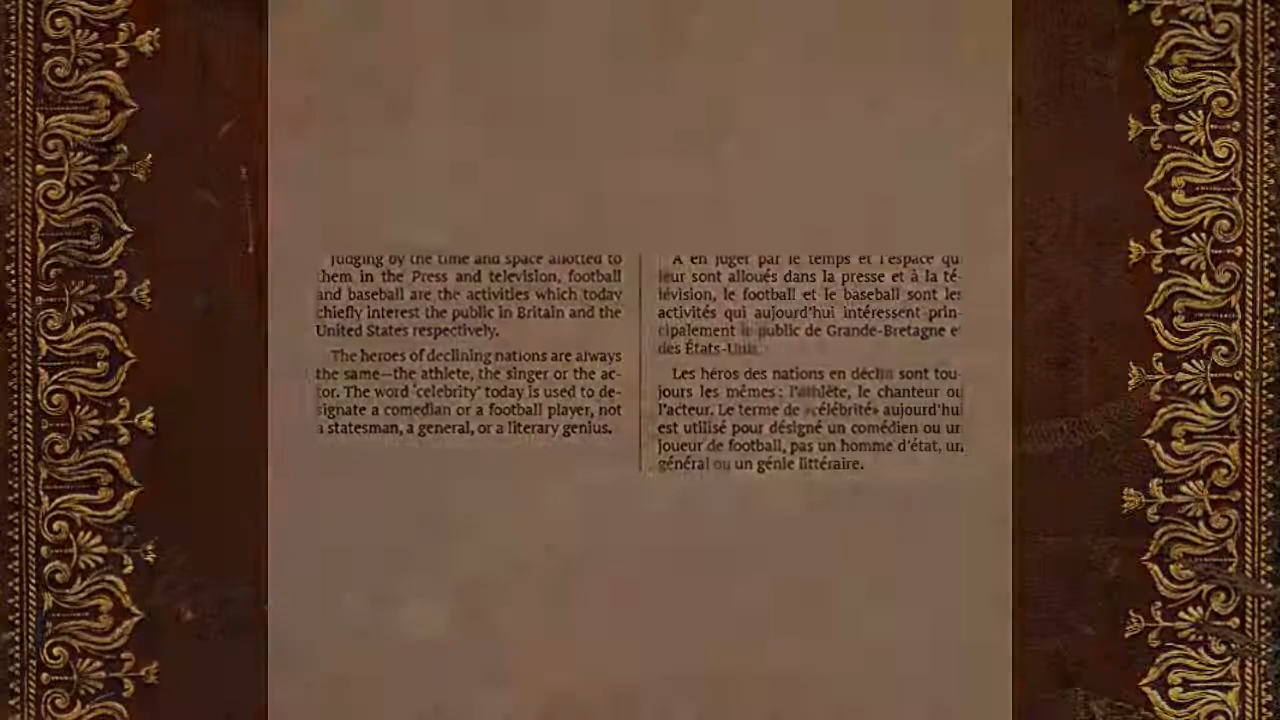 Judging by the time and space allotted to
them in the Press and television, football
and baseball are the activities which today
chiefly interest the public in Britain and the
United States respectively.
The heroes of declining nations are always
the same—the athlete, the singer or the ac-
tor. The word ‘celebrity’ today is used to de-
signate a comedian or a football player, not
a statesman, a general, or a literary genius.
À en juger par le temps et l’espace qui
leur sont alloués dans la presse et à la té-
lévision, le football et le baseball sont les
activités qui aujourd’hui intéressent prin-
cipalement le public de Grande-Bretagne et
des États-Unis.
Les héros des nations en déclin sont tou-
jours les mêmes : l’athlète, le chanteur ou
l’acteur. Le terme de «célébrité» aujourd’hui
est utilisé pour désigné un comédien ou un
joueur de football, pas un homme d’état, un
général ou un génie littéraire.